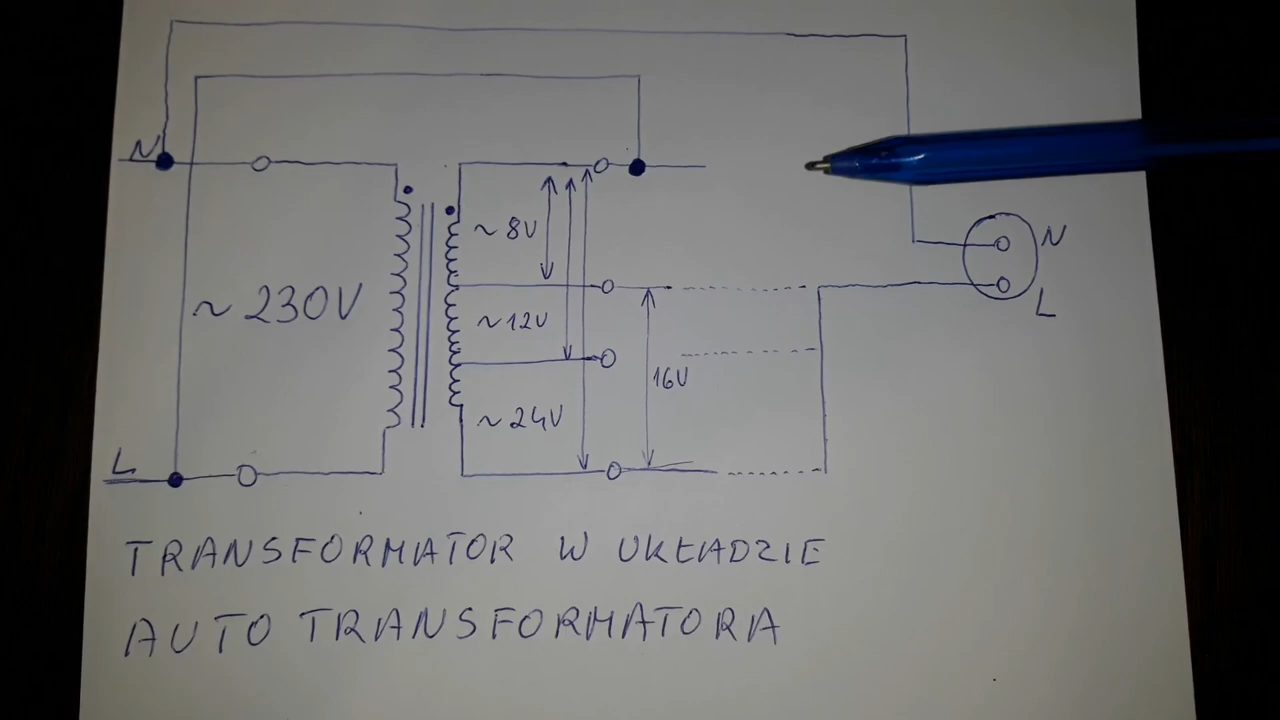 N
~ 8V
N
~ 230V
~ 12V
L
16V
~ 24V
L
TRANSFORMATOR W UKŁADZIE
AUTO TRANSFORMATORA